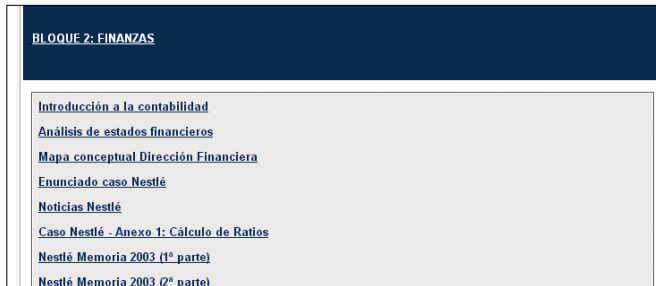 BLOQUE 2: FINANZAS
Introducción a la contabilidad
Análisis de estados financieros
Mapa conceptual Dirección Financiera
Enunciado caso Nestlé
Noticias Nestlé
Caso Nestlé - Anexo 1: Cálculo de Ratios
Nestlé Memoria 2003 (1ª parte)
Nestlé Memoria 2003 (2ª parte)